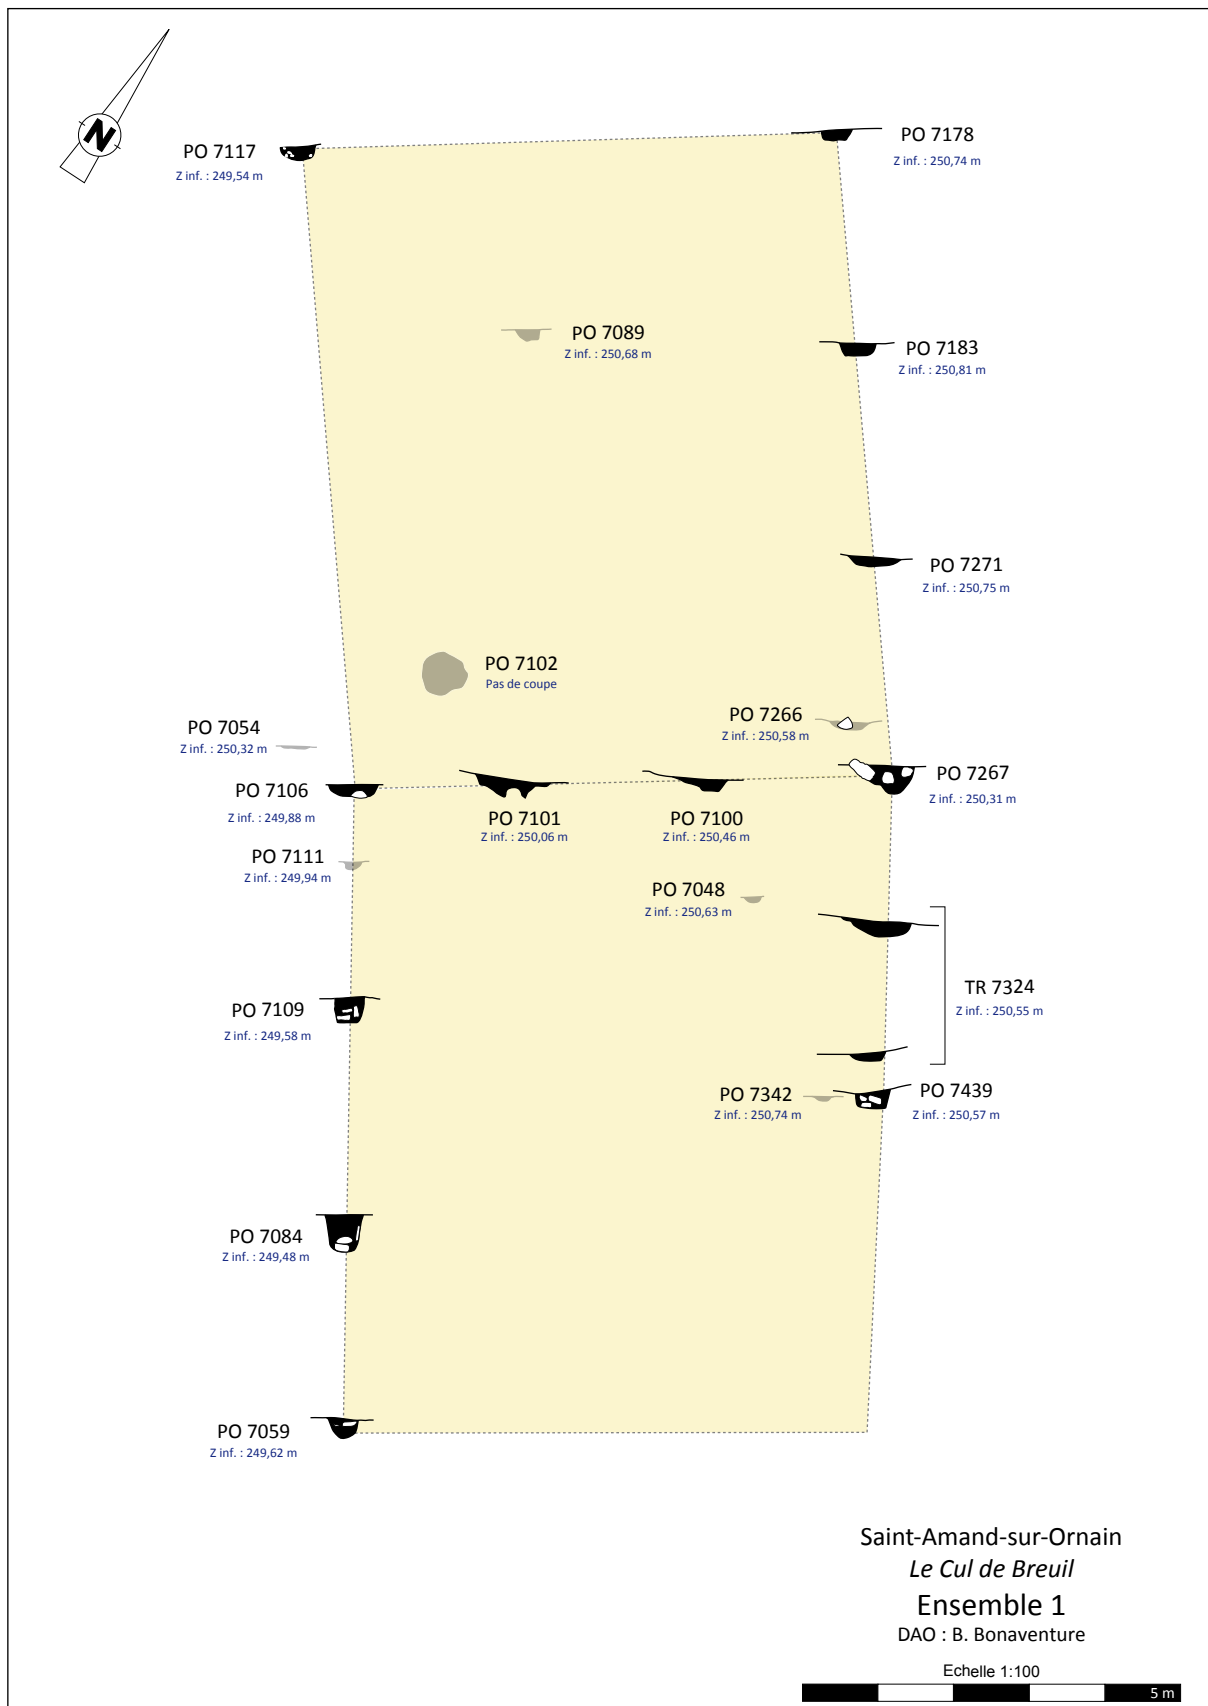 N
PO 7117
Z inf. : 249,54 m
PO 7178
Z inf. : 250,74 m
PO 7089
Z inf. : 250,68 m
PO 7183
Z inf. : 250,81 m
PO 7271
Z inf. : 250,75 m
PO 7102
Pas de coupe
PO 7054
Z inf. : 250,32 m
PO 7266
Z inf. : 250,58 m
PO 7106
Z inf. : 249,88 m
PO 7101
Z inf. : 250,06 m
PO 7100
Z inf. : 250,46 m
PO 7267
Z inf. : 250,31 m
PO 7111
Z inf. : 249,94 m
PO 7048
Z inf. : 250,63 m
TR 7324
Z inf. : 250,55 m
PO 7109
Z inf. : 249,58 m
PO 7342
Z inf. : 250,74 m
PO 7439
Z inf. : 250,57 m
PO 7084
Z inf. : 249,48 m
PO 7059
Z inf. : 249,62 m
Saint-Amand-sur-Ornain
Le Cul de Breuil
Ensemble 1
DAO : B. Bonaventure
Echelle 1:100
5 m